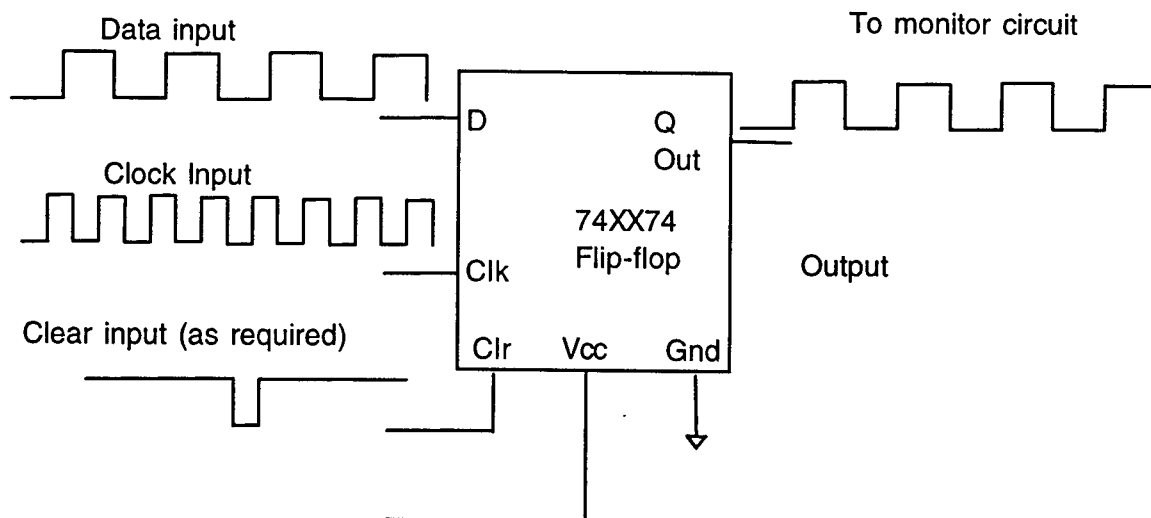 Data input
To monitor circuit
D
Q
Out
Clock Input
74XX74
Flip-flop
Clk
Output
Clear input (as required)
Clr
Vcc
Gnd